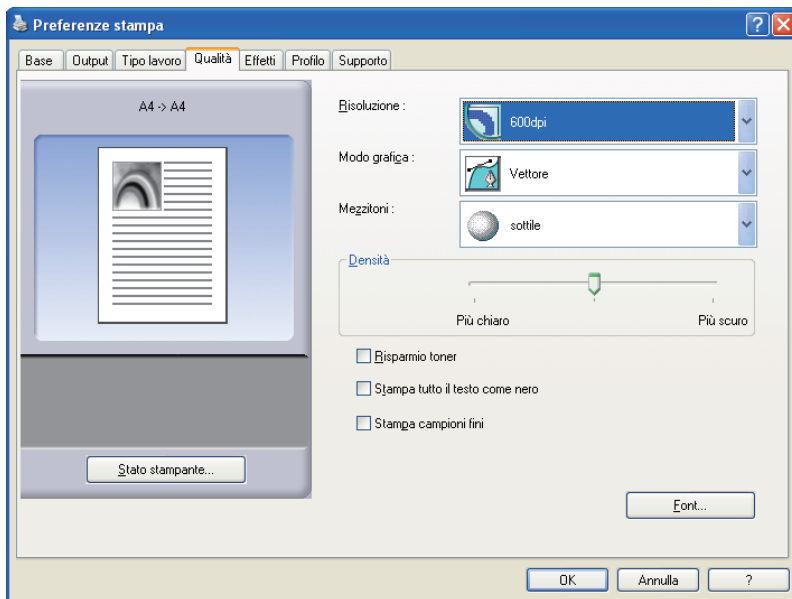 Preferenze stampa
?
Base Output Tipo lavoro Qualità Effetti Profilo Supporto
A4 -> A4
Risoluzione :
600dpi
Modo grafica :
Vettore
Mezzitoni :
sottile
Densità
Più chiaro Più scuro
Risparmio toner
Stampa tutto il testo come nero
Stampa campioni fini
Stato stampante...
Font...
OK Annulla ?